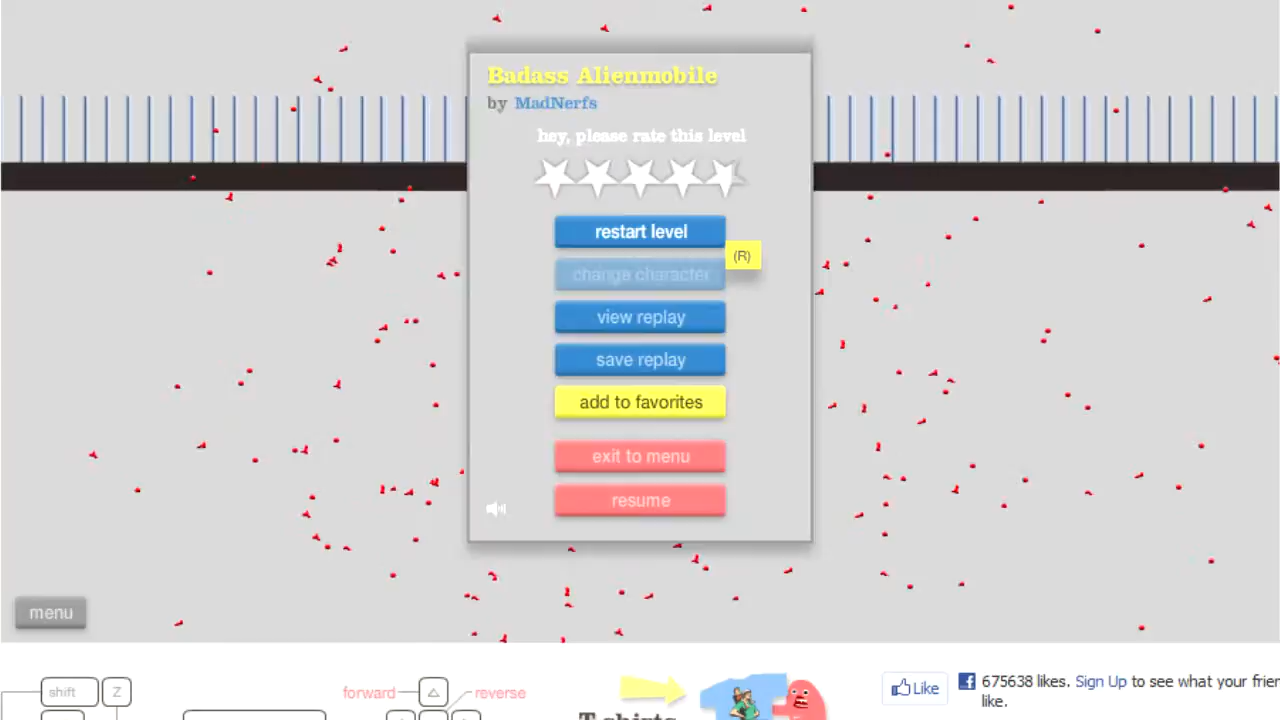 Badass Alienmobile
by MadNerfs
hey, please rate this level
restart level
(R)
change character
view replay
save replay
add to favorites
exit to menu
resume
menu
shift
Z
forward
reverse
T-shirts
Like
675638 likes. Sign Up to see what your frien
like.